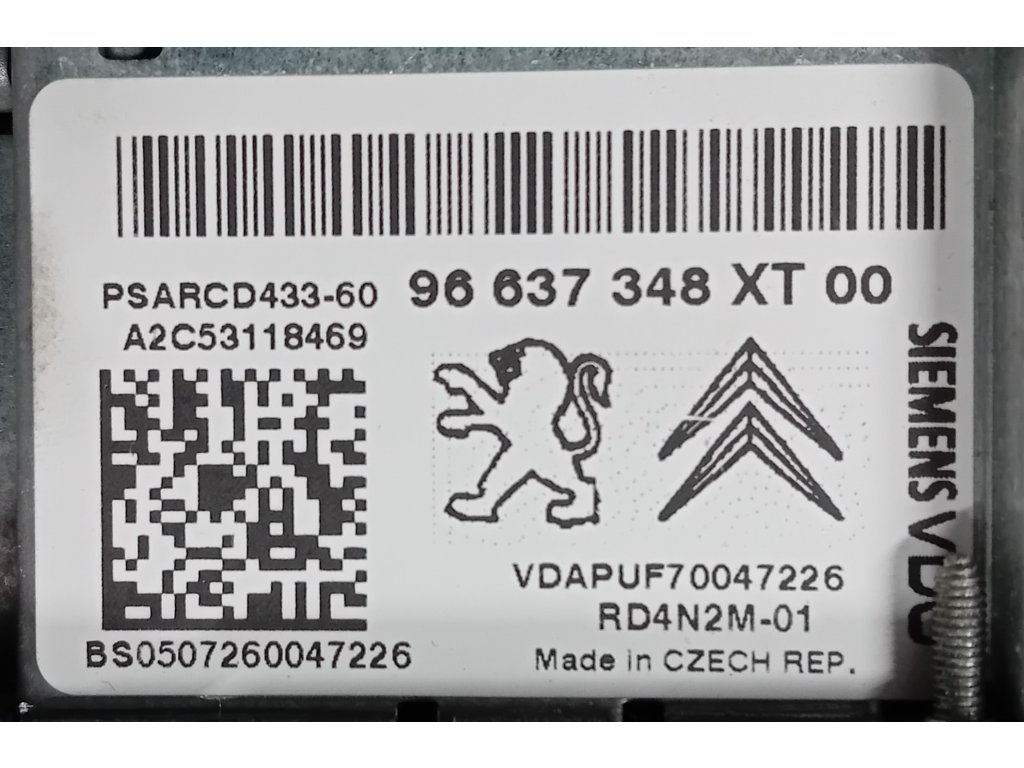 PSARCD433-60
96 637 348 XT 00
A2C53118469
SIEMENS VDO
VDAPUF70047226
RD4N2M-01
BS0507260047226
Made in CZECH REP.